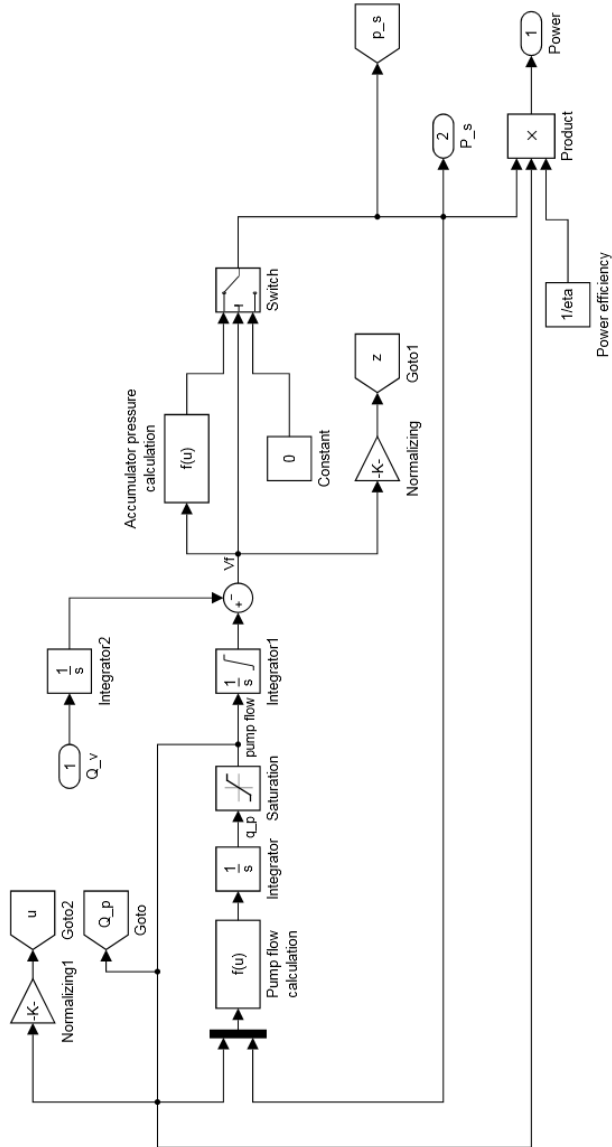 -K-
Normalizing1
u
Goto2
Q_p
Goto
f(u)
Pump flow
calculation
1
s
Integrator
q_p
Saturation
pump flow
1
Q_v
1
s
Integrator2
1
s
Integrator1
+
-
Vf
Accumulator pressure
calculation
f(u)
0
Constant
-K-
Normalizing
z
Goto1
Switch
p_s
2
P_s
1/eta
Power efficiency
×
Product
1
Power